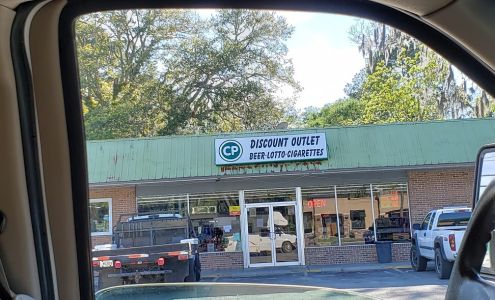 CP
DISCOUNT OUTLET
BEER-LOTTO-CIGARETTES
OPEN